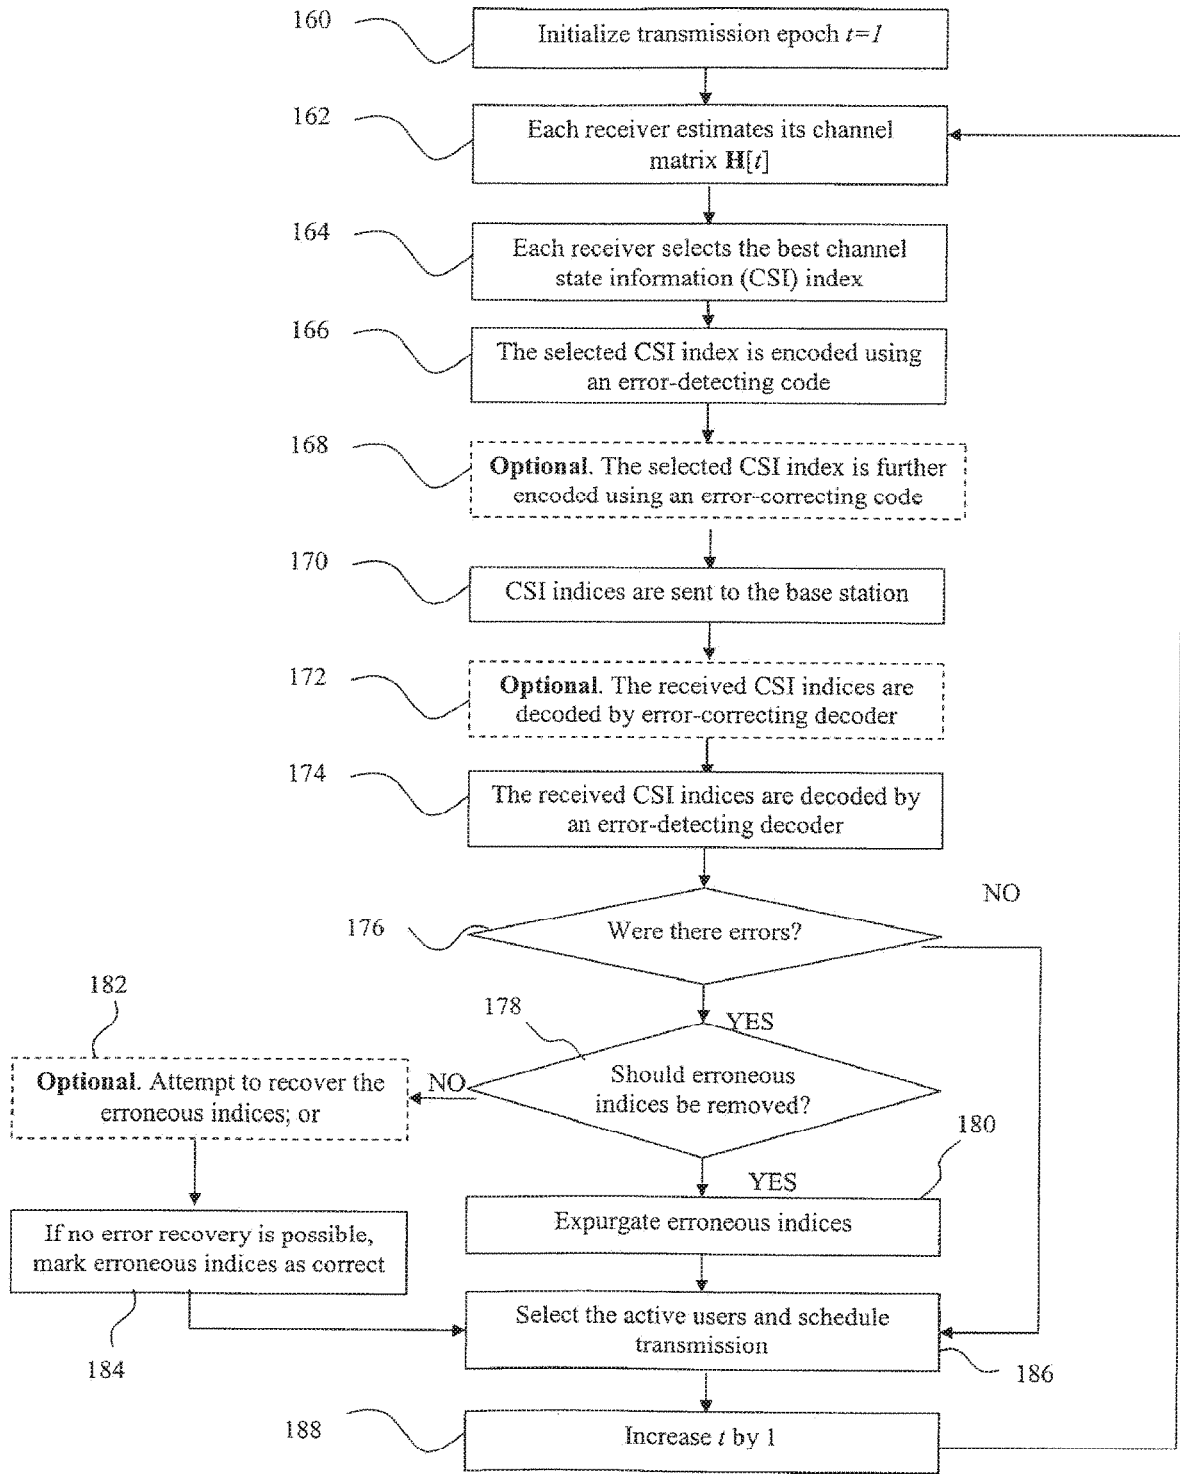 160
Initialize transmission epoch t=1
162
Each receiver estimates its channel
matrix H[t]
164
Each receiver selects the best channel
state information (CSI) index
166
The selected CSI index is encoded using
an error-detecting code
168
Optional. The selected CSI index is further
encoded using an error-correcting code
170
CSI indices are sent to the base station
172
Optional. The received CSI indices are
decoded by error-correcting decoder
174
The received CSI indices are decoded by
an error-detecting decoder
NO
176
Were there errors?
182
178
YES
Optional. Attempt to recover the
erroneous indices; or
NO
Should erroneous
indices be removed?
180
YES
If no error recovery is possible,
mark erroneous indices as correct
Expurgate erroneous indices
Select the active users and schedule
transmission
184
186
188
Increase t by 1